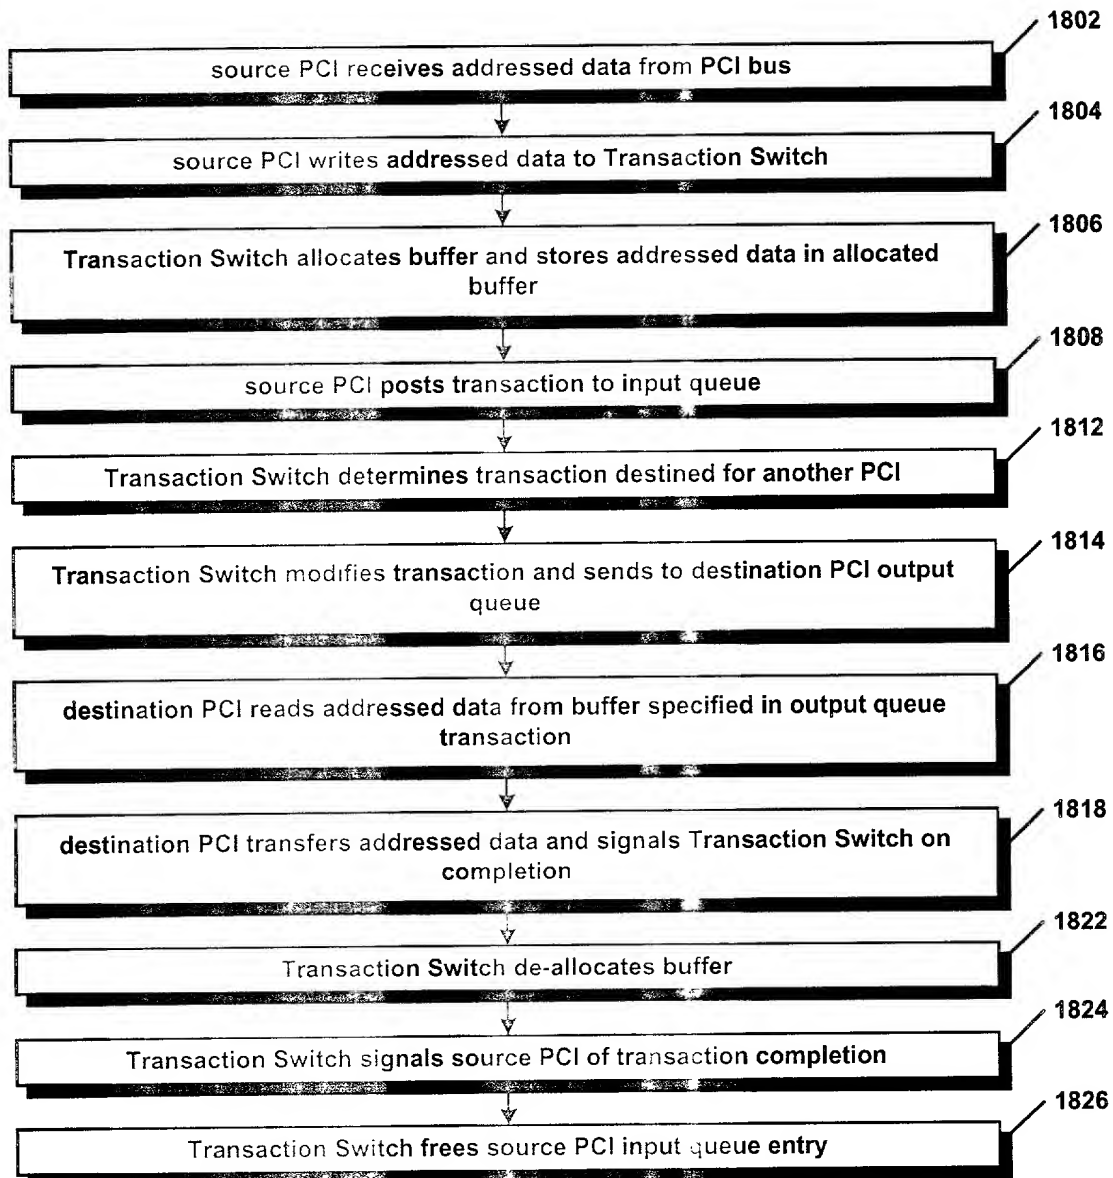 1802
source PCI receives addressed data from PCI bus
1804
source PCI writes addressed data to Transaction Switch
1806
Transaction Switch allocates buffer and stores addressed data in allocated
buffer
1808
source PCI posts transaction to input queue
1812
Transaction Switch determines transaction destined for another PCI
1814
Transaction Switch modifies transaction and sends to destination PCI output
queue
1816
destination PCI reads addressed data from buffer specified in output queue
transaction
1818
destination PCI transfers addressed data and signals Transaction Switch on
completion
1822
Transaction Switch de-allocates buffer
1824
Transaction Switch signals source PCI of transaction completion
1826
Transaction Switch frees source PCI input queue entry